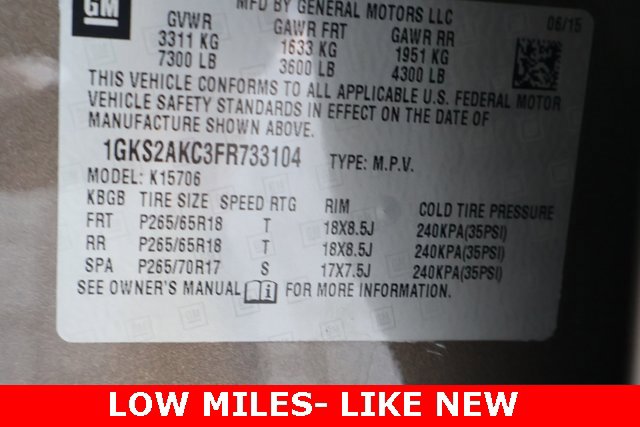 GM
MFD BY GENERAL MOTORS LLC
06/15
GVWR GAWR FRT GAWR RR
3311 KG 1633 KG 1951 KG
7300 LB 3600 LB 4300 LB
THIS VEHICLE CONFORMS TO ALL APPLICABLE U.S. FEDERAL MOTOR
VEHICLE SAFETY STANDARDS IN EFFECT ON THE DATE OF
MANUFACTURE SHOWN ABOVE.
1GKS2AKC3FR733104 TYPE: M.P.V.
MODEL: K15706
KBGB TIRE SIZE SPEED RTG RIM COLD TIRE PRESSURE
FRT P265/65R18 T 18X8.5J 240KPA(35PSI)
RR P265/65R18 T 18X8.5J 240KPA(35PSI)
SPA P265/70R17 S 17X7.5J 240KPA(35PSI)
SEE OWNER'S MANUAL FOR MORE INFORMATION.
LOW MILES- LIKE NEW